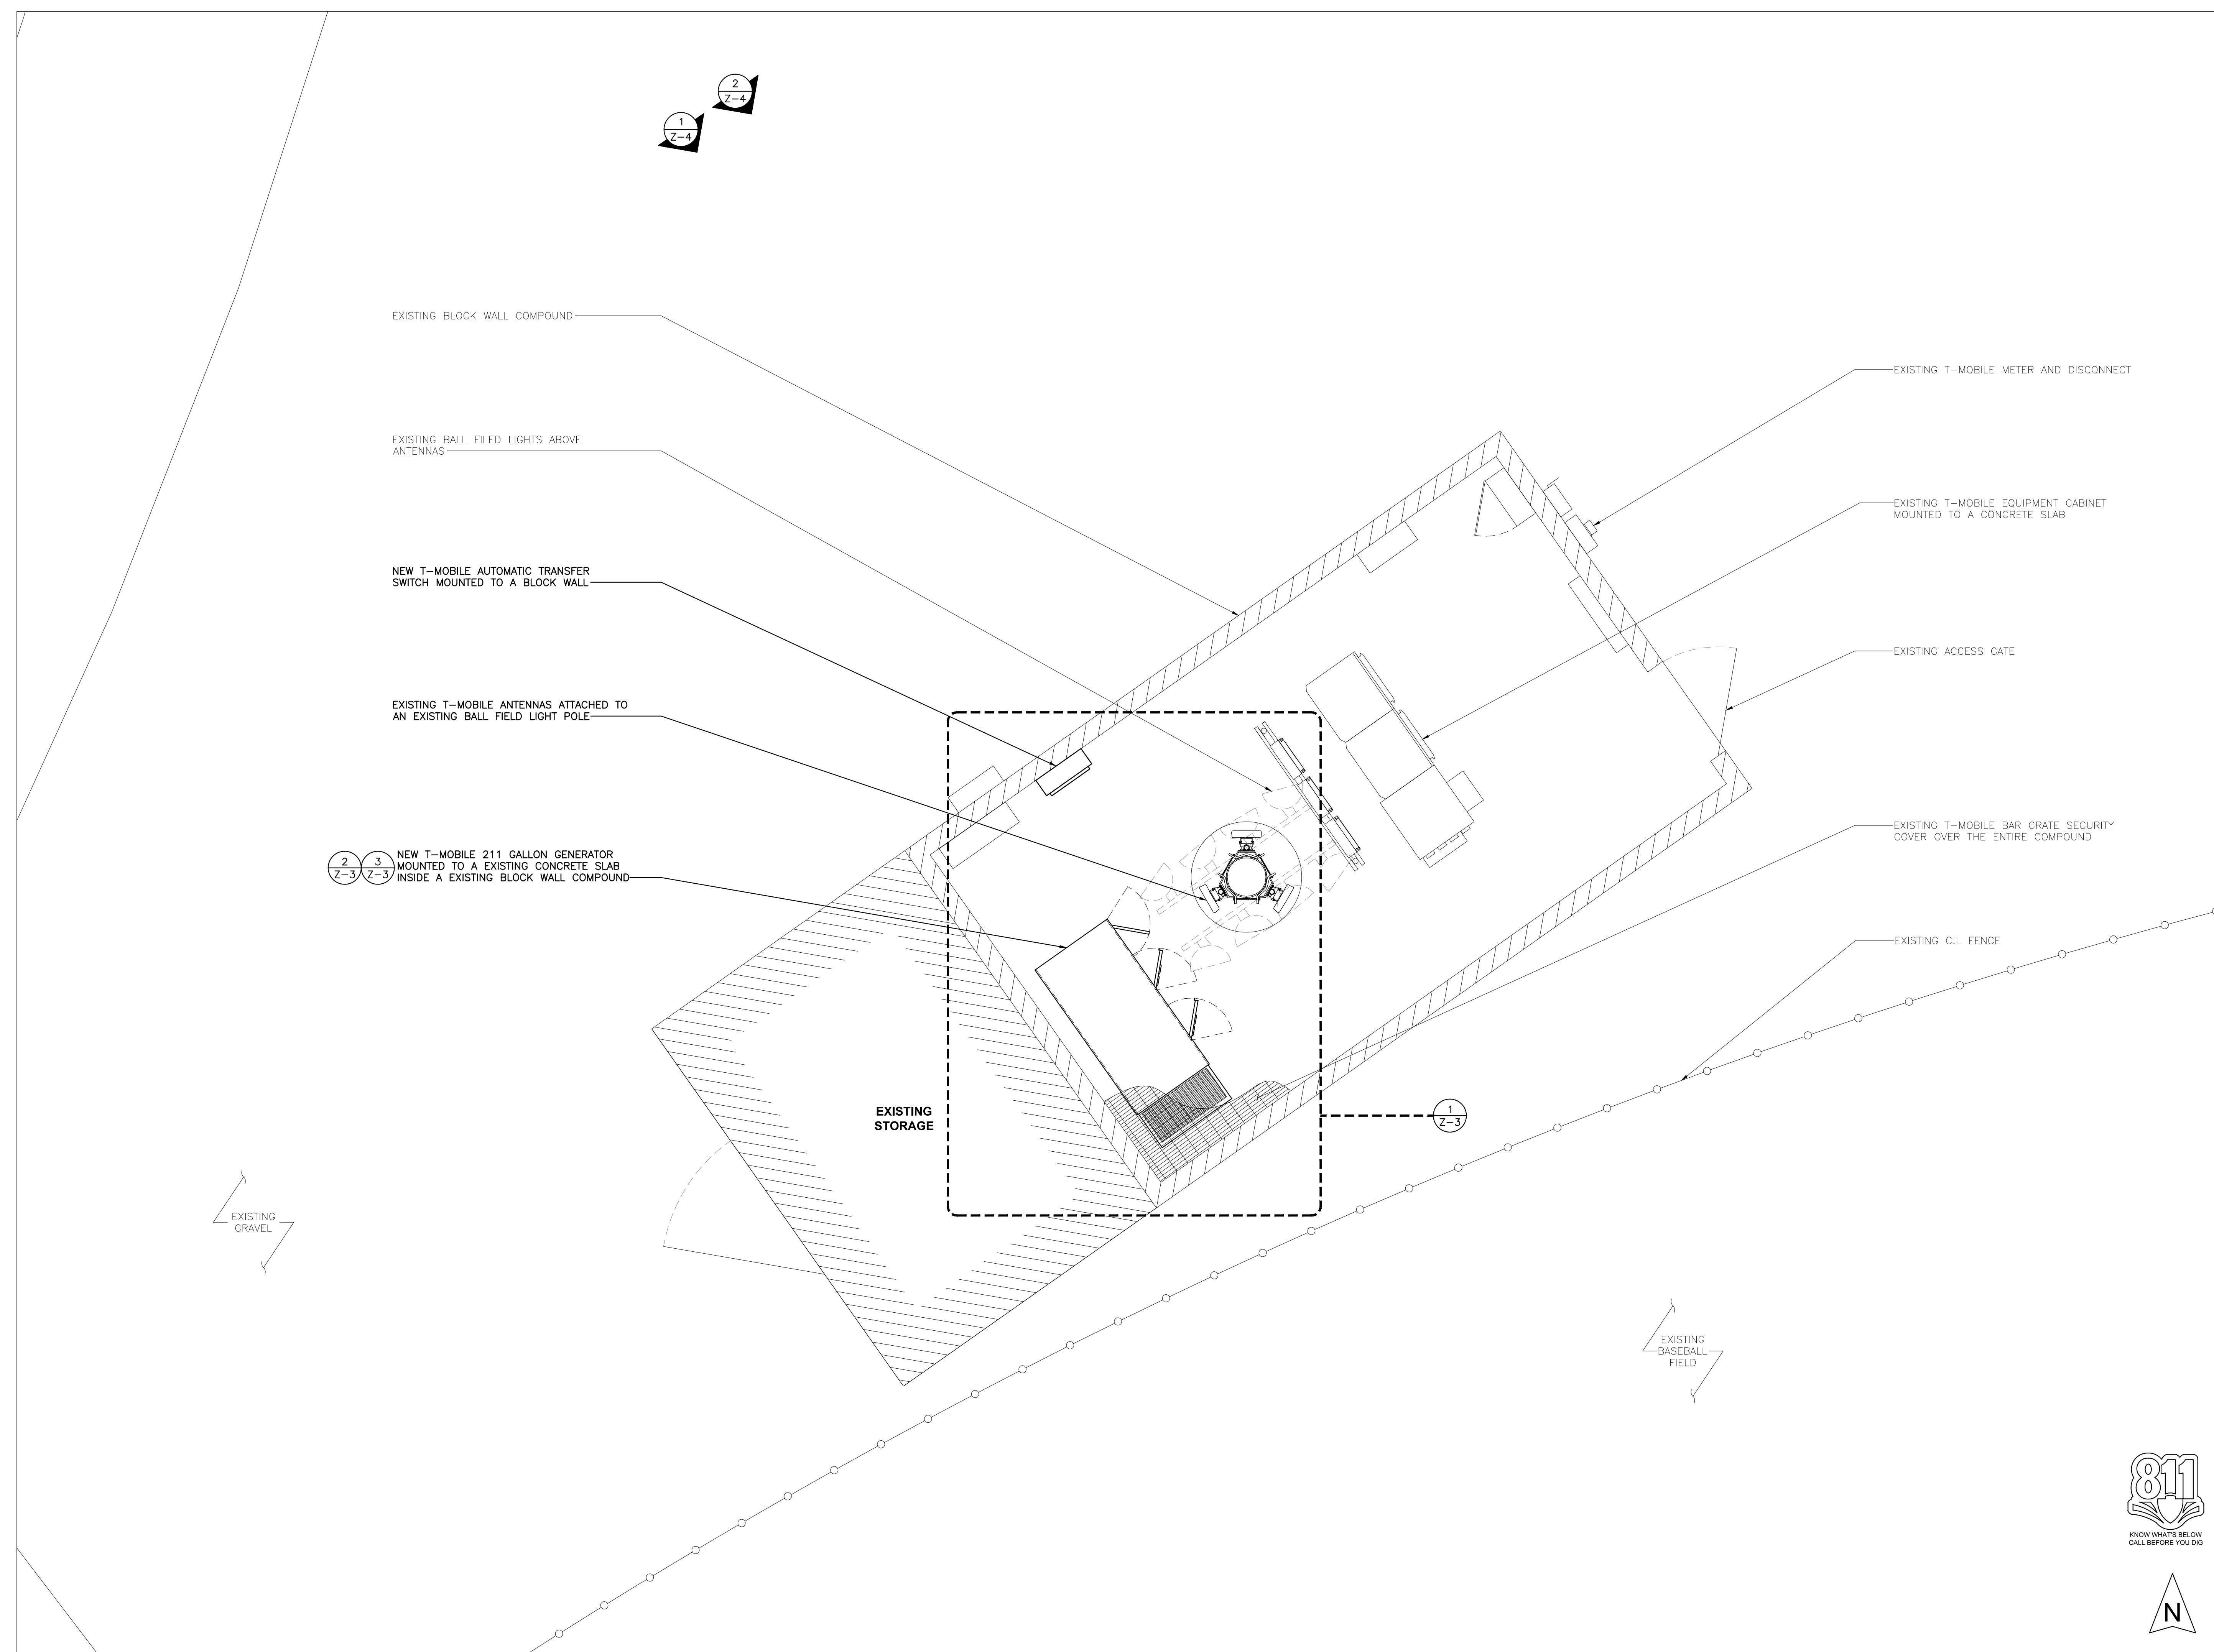 2
Z-4
1
Z-4
EXISTING BLOCK WALL COMPOUND
EXISTING BALL FILED LIGHTS ABOVE
ANTENNAS
NEW T-MOBILE AUTOMATIC TRANSFER
SWITCH MOUNTED TO A BLOCK WALL
EXISTING T-MOBILE ANTENNAS ATTACHED TO
AN EXISTING BALL FIELD LIGHT POLE
2
Z-3
3
Z-3
NEW T-MOBILE 211 GALLON GENERATOR
MOUNTED TO A EXISTING CONCRETE SLAB
INSIDE A EXISTING BLOCK WALL COMPOUND
EXISTING T-MOBILE METER AND DISCONNECT
EXISTING T-MOBILE EQUIPMENT CABINET
MOUNTED TO A CONCRETE SLAB
EXISTING ACCESS GATE
EXISTING T-MOBILE BAR GRATE SECURITY
COVER OVER THE ENTIRE COMPOUND
EXISTING C.L FENCE
EXISTING
STORAGE
1
Z-3
EXISTING
GRAVEL
EXISTING
BASEBALL
FIELD
811
KNOW WHAT'S BELOW
CALL BEFORE YOU DIG
N